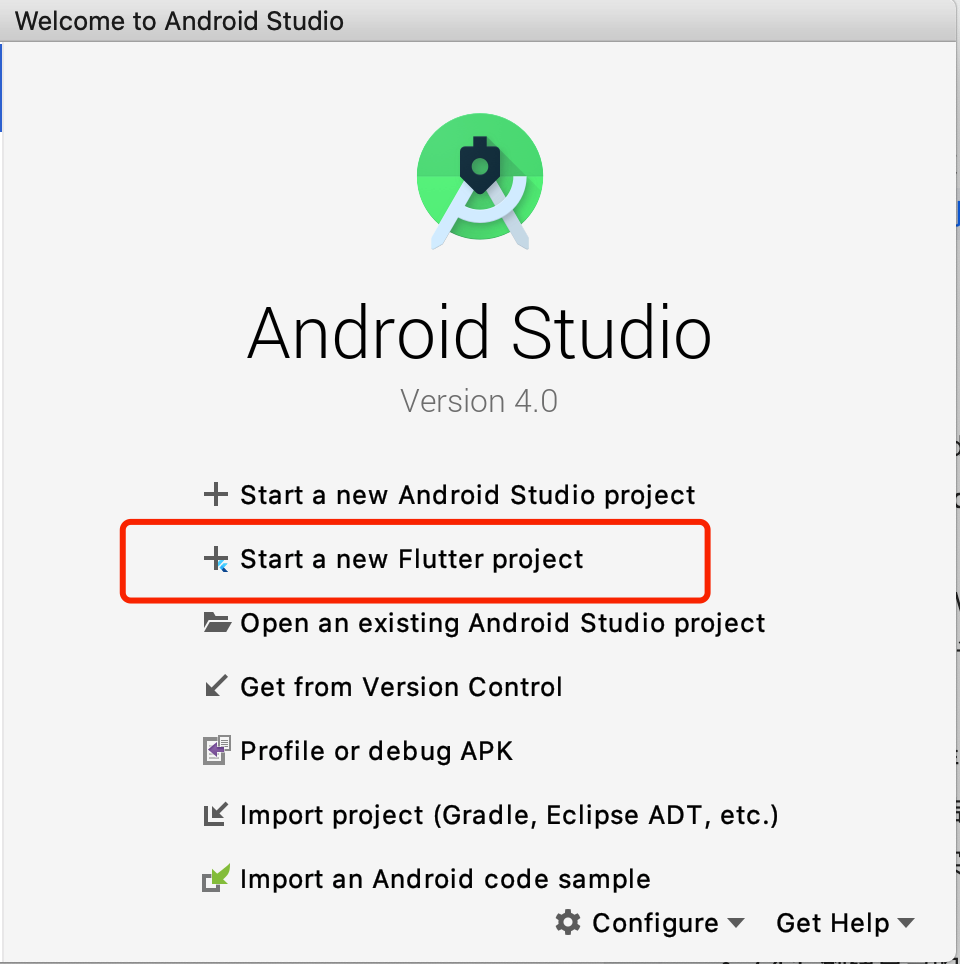 Welcome to Android Studio
Android Studio
Version 4.0
Start a new Android Studio project
Start a new Flutter project
Open an existing Android Studio project
Get from Version Control
Profile or debug APK
Import project (Gradle, Eclipse ADT, etc.)
Import an Android code sample
Configure
Get Help